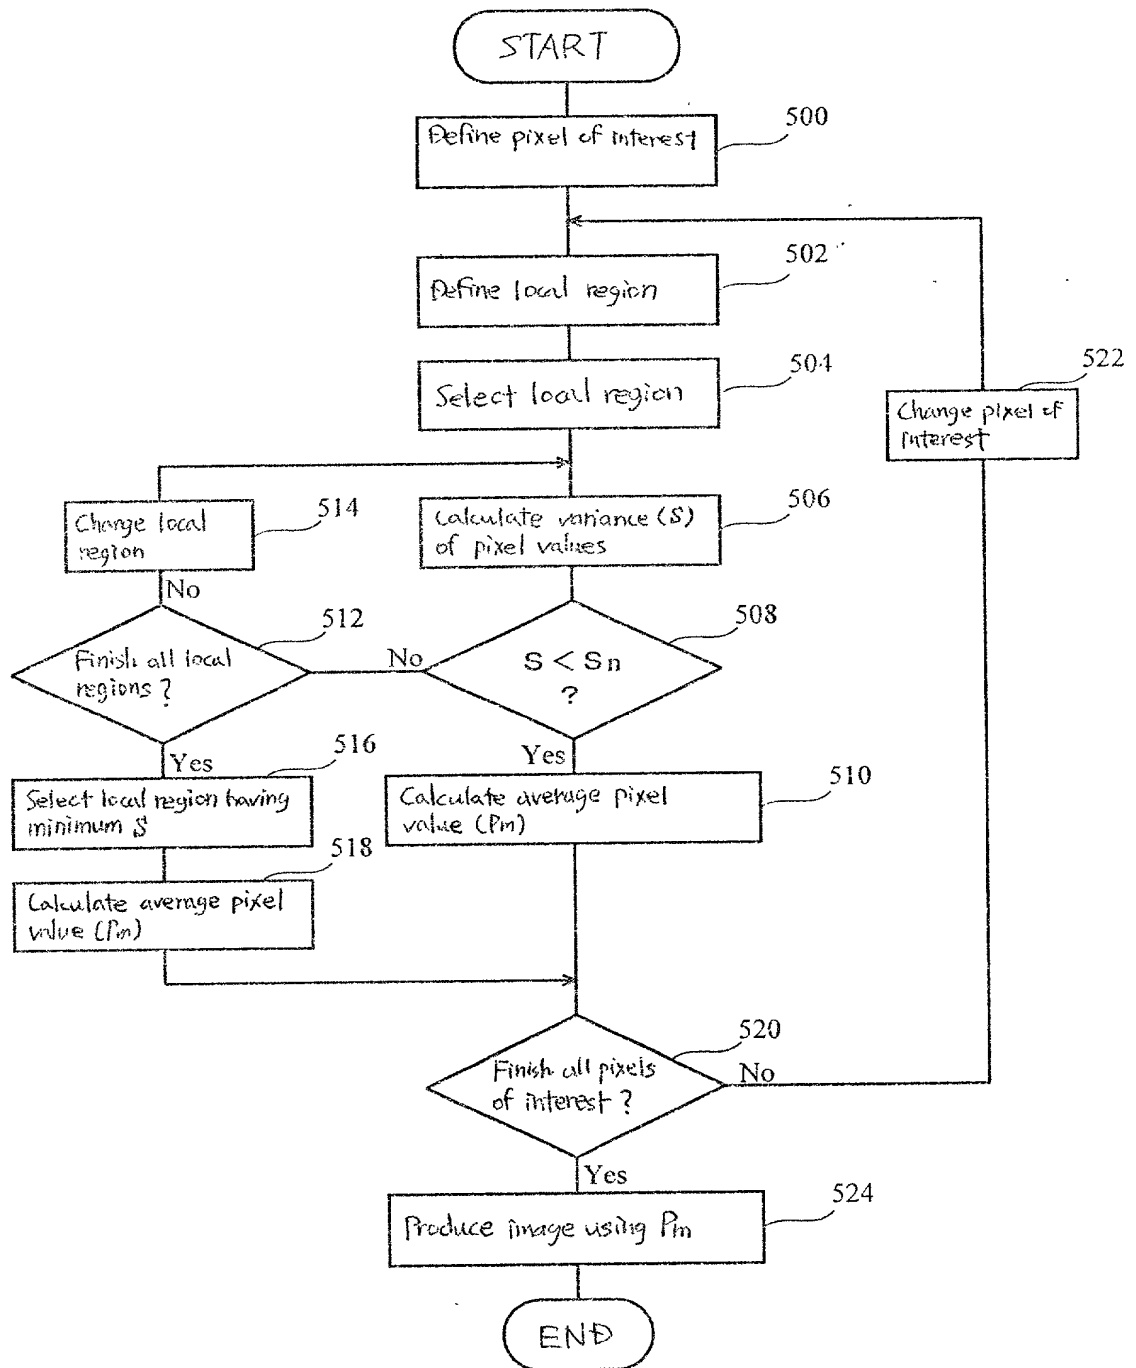 START
Define pixel of interest
500
Define local region
502
Select local region
504
Change pixel of
interest
522
Change local
region
514
Calculate variance (S)
of pixel values
506
No
Finish all local
regions?
512
No
S < Sn
?
508
Yes
Select local region having
minimum S
516
Yes
Calculate average pixel
value (Pm)
510
Calculate average pixel
value (Pm)
518
Finish all pixels
of interest?
520
No
Yes
Produce image using Pm
524
END